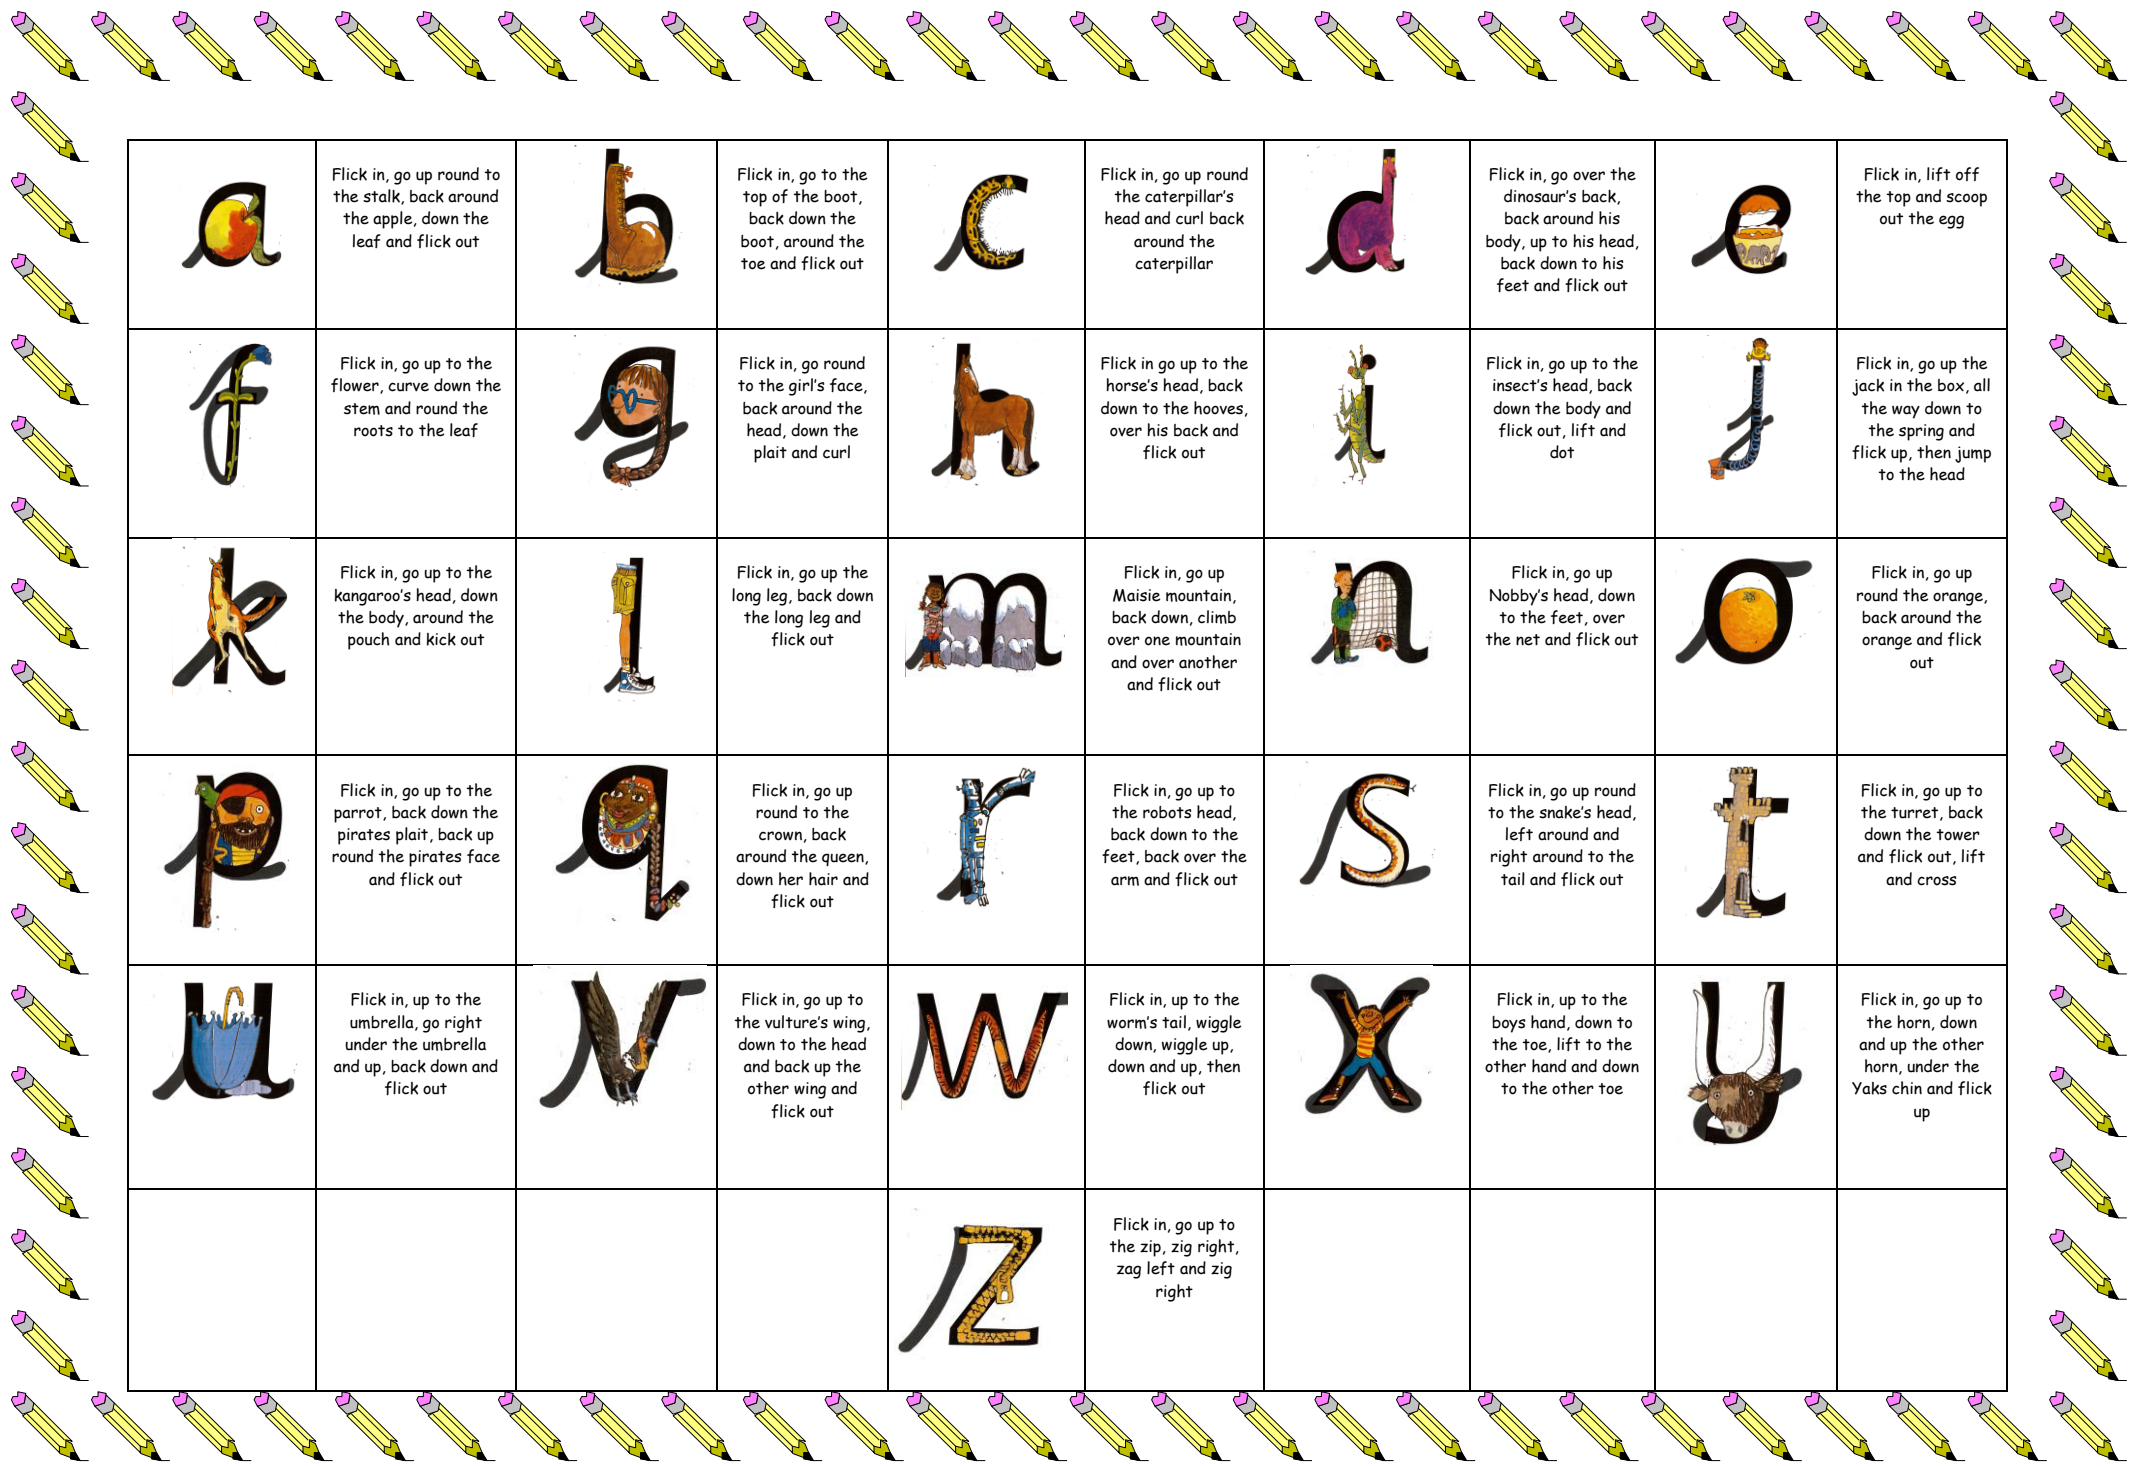 a
Flick in, go up round to
the stalk, back around
the apple, down the
leaf and flick out
b
Flick in, go to the
top of the boot,
back down the
boot, around the
toe and flick out
c
Flick in, go up round
the caterpillar's
head and curl back
around the
caterpillar
d
Flick in, go over the
dinosaur's back,
back around his
body, up to his head,
back down to his
feet and flick out
e
Flick in, lift off
the top and scoop
out the egg
f
Flick in, go up to the
flower, curve down the
stem and round the
roots to the leaf
g
Flick in, go round
to the girl's face,
back around the
head, down the
plait and curl
h
Flick in go up to the
horse's head, back
down to the hooves,
over his back and
flick out
i
Flick in, go up to the
insect's head, back
down the body and
flick out, lift and
dot
j
Flick in, go up the
jack in the box, all
the way down to
the spring and
flick up, then jump
to the head
k
Flick in, go up to the
kangaroo's head, down
the body, around the
pouch and kick out
l
Flick in, go up the
long leg, back down
the long leg and
flick out
m
Flick in, go up
Maisie mountain,
back down, climb
over one mountain
and over another
and flick out
n
Flick in, go up
Nobby's head, down
to the feet, over
the net and flick out
o
Flick in, go up
round the orange,
back around the
orange and flick
out
p
Flick in, go up to the
parrot, back down the
pirates plait, back up
round the pirates face
and flick out
q
Flick in, go up
round to the
crown, back
around the queen,
down her hair and
flick out
r
Flick in, go up to
the robots head,
back down to the
feet, back over the
arm and flick out
s
Flick in, go up round
to the snake's head,
left around and
right around to the
tail and flick out
t
Flick in, go up to
the turret, back
down the tower
and flick out, lift
and cross
u
Flick in, up to the
umbrella, go right
under the umbrella
and up, back down and
flick out
v
Flick in, go up to
the vulture's wing,
down to the head
and back up the
other wing and
flick out
w
Flick in, up to the
worm's tail, wiggle
down, wiggle up,
down and up, then
flick out
x
Flick in, up to the
boys hand, down to
the toe, lift to the
other hand and down
to the other toe
y
Flick in, go up to
the horn, down
and up the other
horn, under the
Yaks chin and flick
up
z
Flick in, go up to
the zip, zig right,
zag left and zig
right